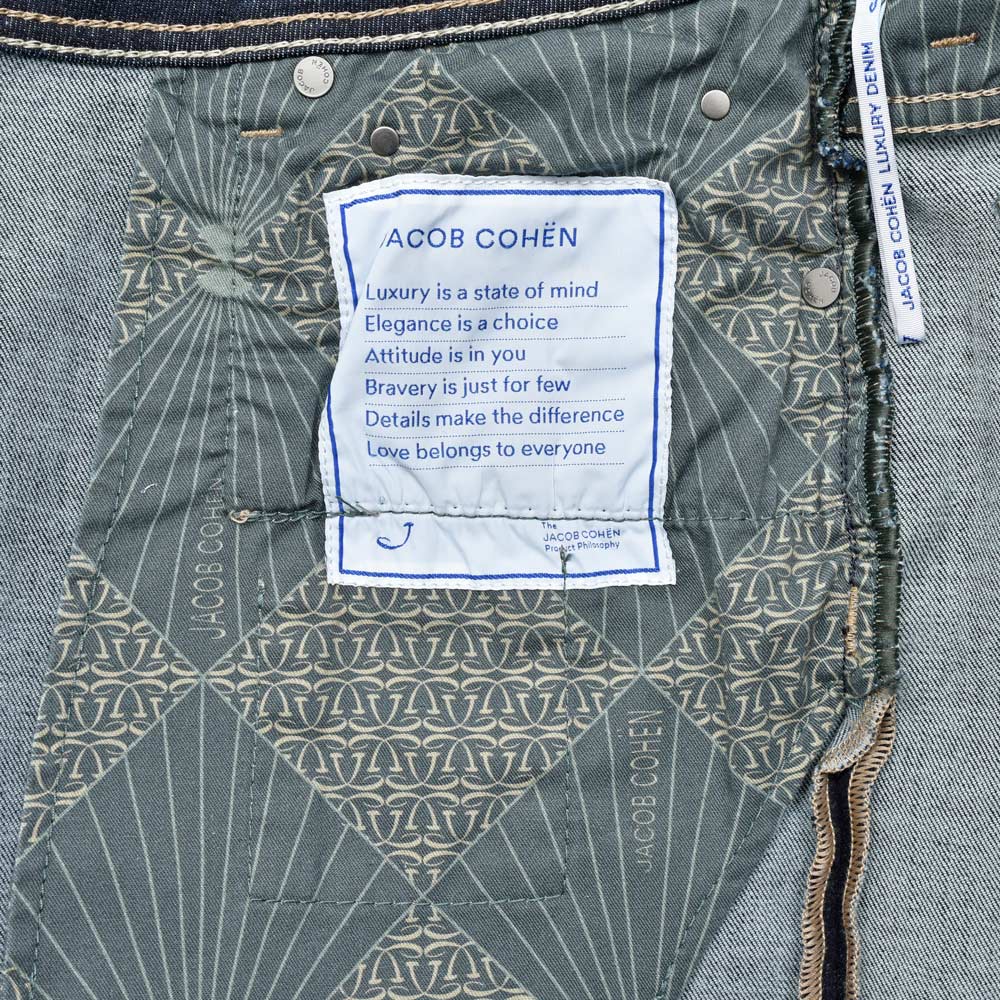 JACOB COHËN
JACOB COHËN LUXURY DENIM
JACOB COHËN
Luxury is a state of mind
Elegance is a choice
Attitude is in you
Bravery is just for few
Details make the difference
Love belongs to everyone
J
The
JACOB COHËN
Product Philosophy
JACOB COHËN
JACOB COHËN